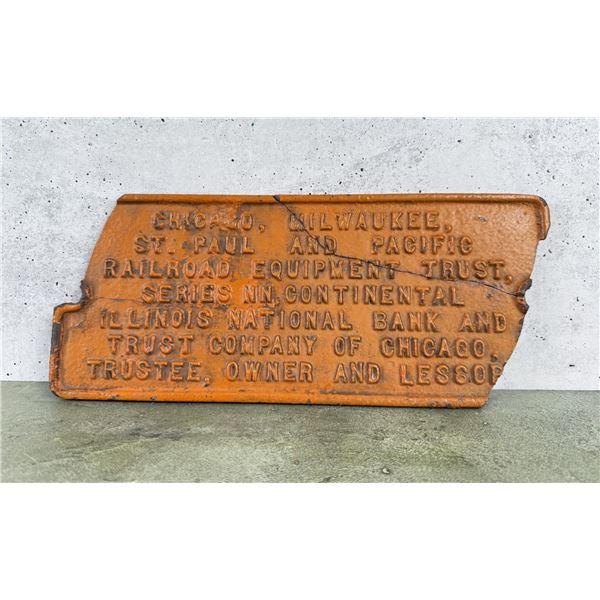 CHICAGO, MILWAUKEE,
ST. PAUL AND PACIFIC
RAILROAD EQUIPMENT TRUST,
SERIES NN, CONTINENTAL
ILLINOIS NATIONAL BANK AND
TRUST COMPANY OF CHICAGO,
TRUSTEE, OWNER AND LESSOR